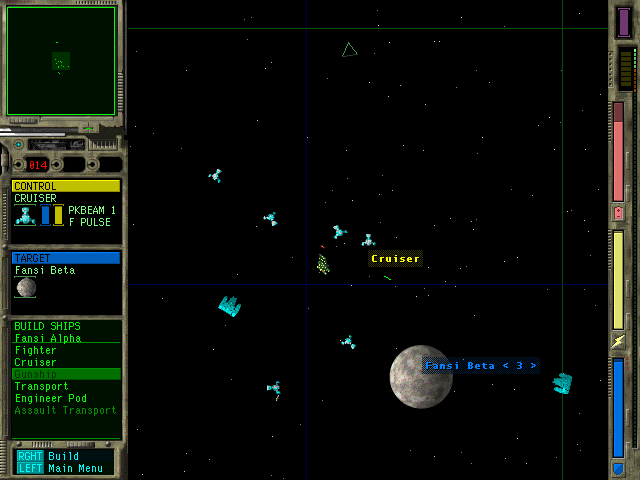 014
CONTROL
CRUISER
PKBEAM 1
F PULSE
TARGET
Fansi Beta
BUILD SHIPS
Fansi Alpha
Fighter
Cruiser
Gunship
Transport
Engineer Pod
Assault Transport
RGHT Build
LEFT Main Menu
Cruiser
Fansi Beta < 3 >